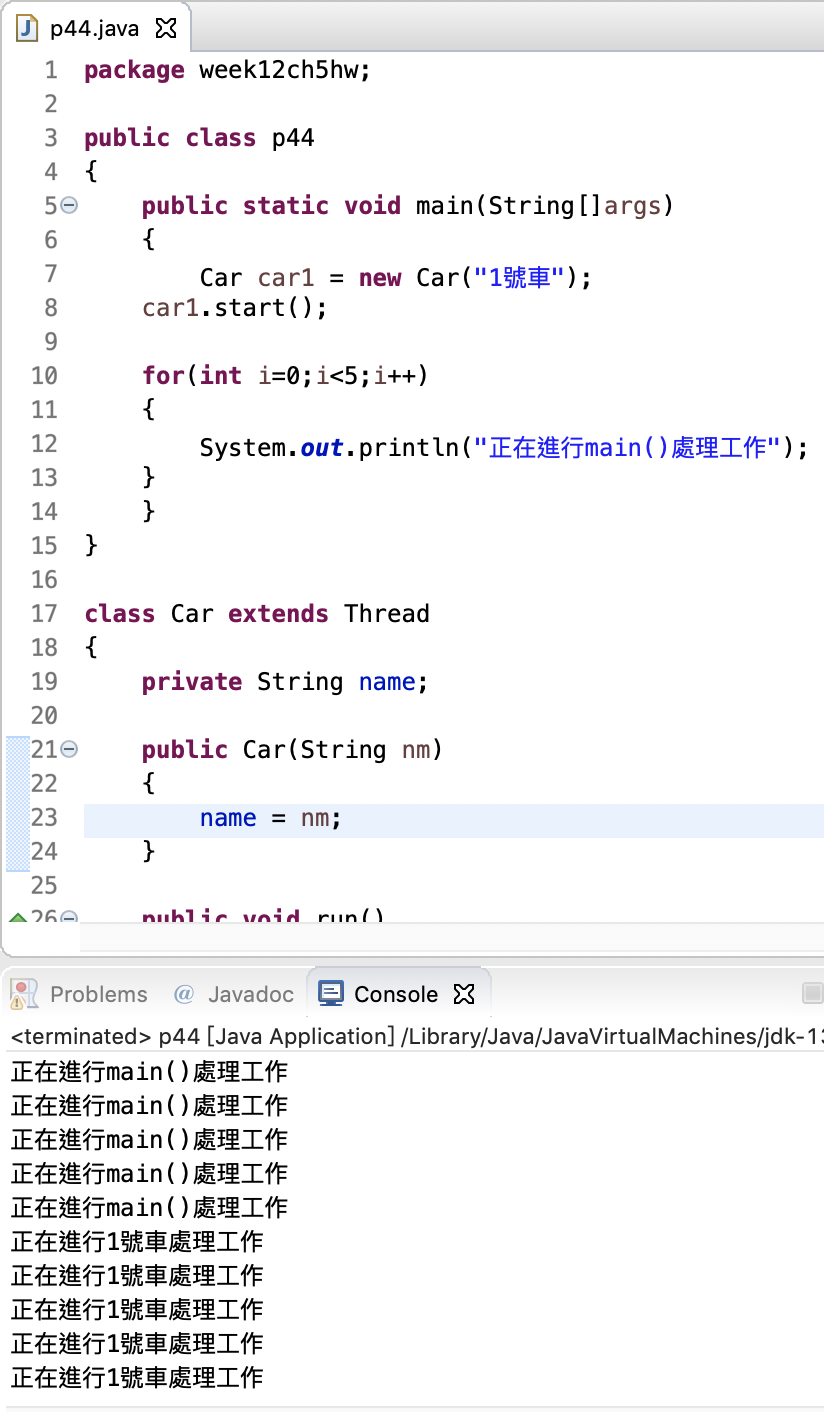 p44.java
1 package week12ch5hw;
2
3 public class p44
4 {
5 public static void main(String[]args)
6 {
7 Car car1 = new Car("1號車");
8 car1.start();
9
10 for(int i=0;i<5;i++)
11 {
12 System.out.println("正在進行main()處理工作");
13 }
14 }
15 }
16
17 class Car extends Thread
18 {
19 private String name;
20
21 public Car(String nm)
22 {
23 name = nm;
24 }
25
26 public void run()
Problems @ Javadoc Console
<terminated> p44 [Java Application] /Library/Java/JavaVirtualMachines/jdk-13
正在進行main()處理工作
正在進行main()處理工作
正在進行main()處理工作
正在進行main()處理工作
正在進行main()處理工作
正在進行1號車處理工作
正在進行1號車處理工作
正在進行1號車處理工作
正在進行1號車處理工作
正在進行1號車處理工作